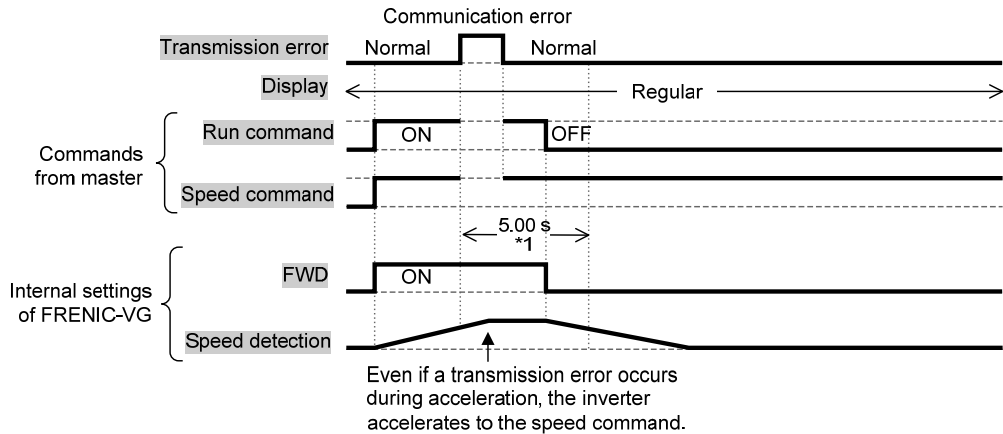 Communication error
Transmission error
Normal
Normal
Display
Regular
Commands
from master
Run command
ON
OFF
Speed command
5.00 s
*1
Internal settings
of FRENIC-VG
FWD
ON
Speed detection
Even if a transmission error occurs
during acceleration, the inverter
accelerates to the speed command.